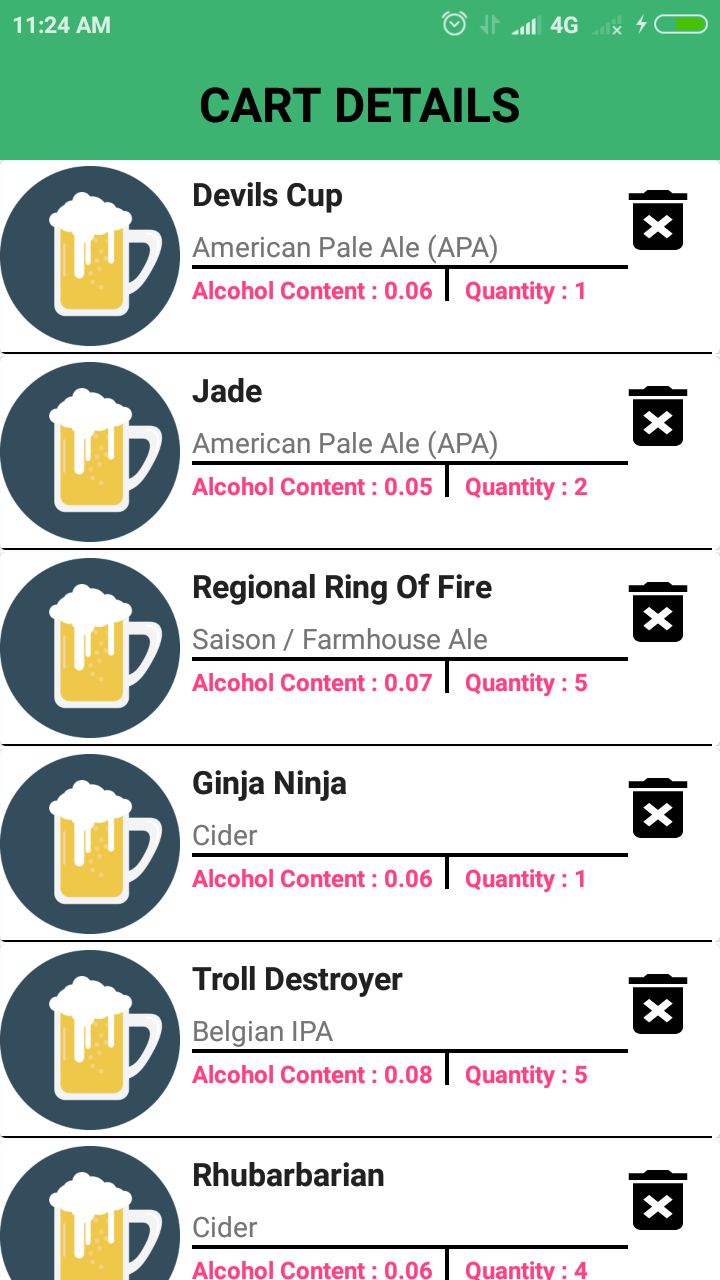 11:24 AM 4G
CART DETAILS
Devils Cup
American Pale Ale (APA)
Alcohol Content : 0.06 Quantity : 1
Jade
American Pale Ale (APA)
Alcohol Content : 0.05 Quantity : 2
Regional Ring Of Fire
Saison / Farmhouse Ale
Alcohol Content : 0.07 Quantity : 5
Ginja Ninja
Cider
Alcohol Content : 0.06 Quantity : 1
Troll Destroyer
Belgian IPA
Alcohol Content : 0.08 Quantity : 5
Rhubarbarian
Cider
Alcohol Content : 0.06 Quantity : 4